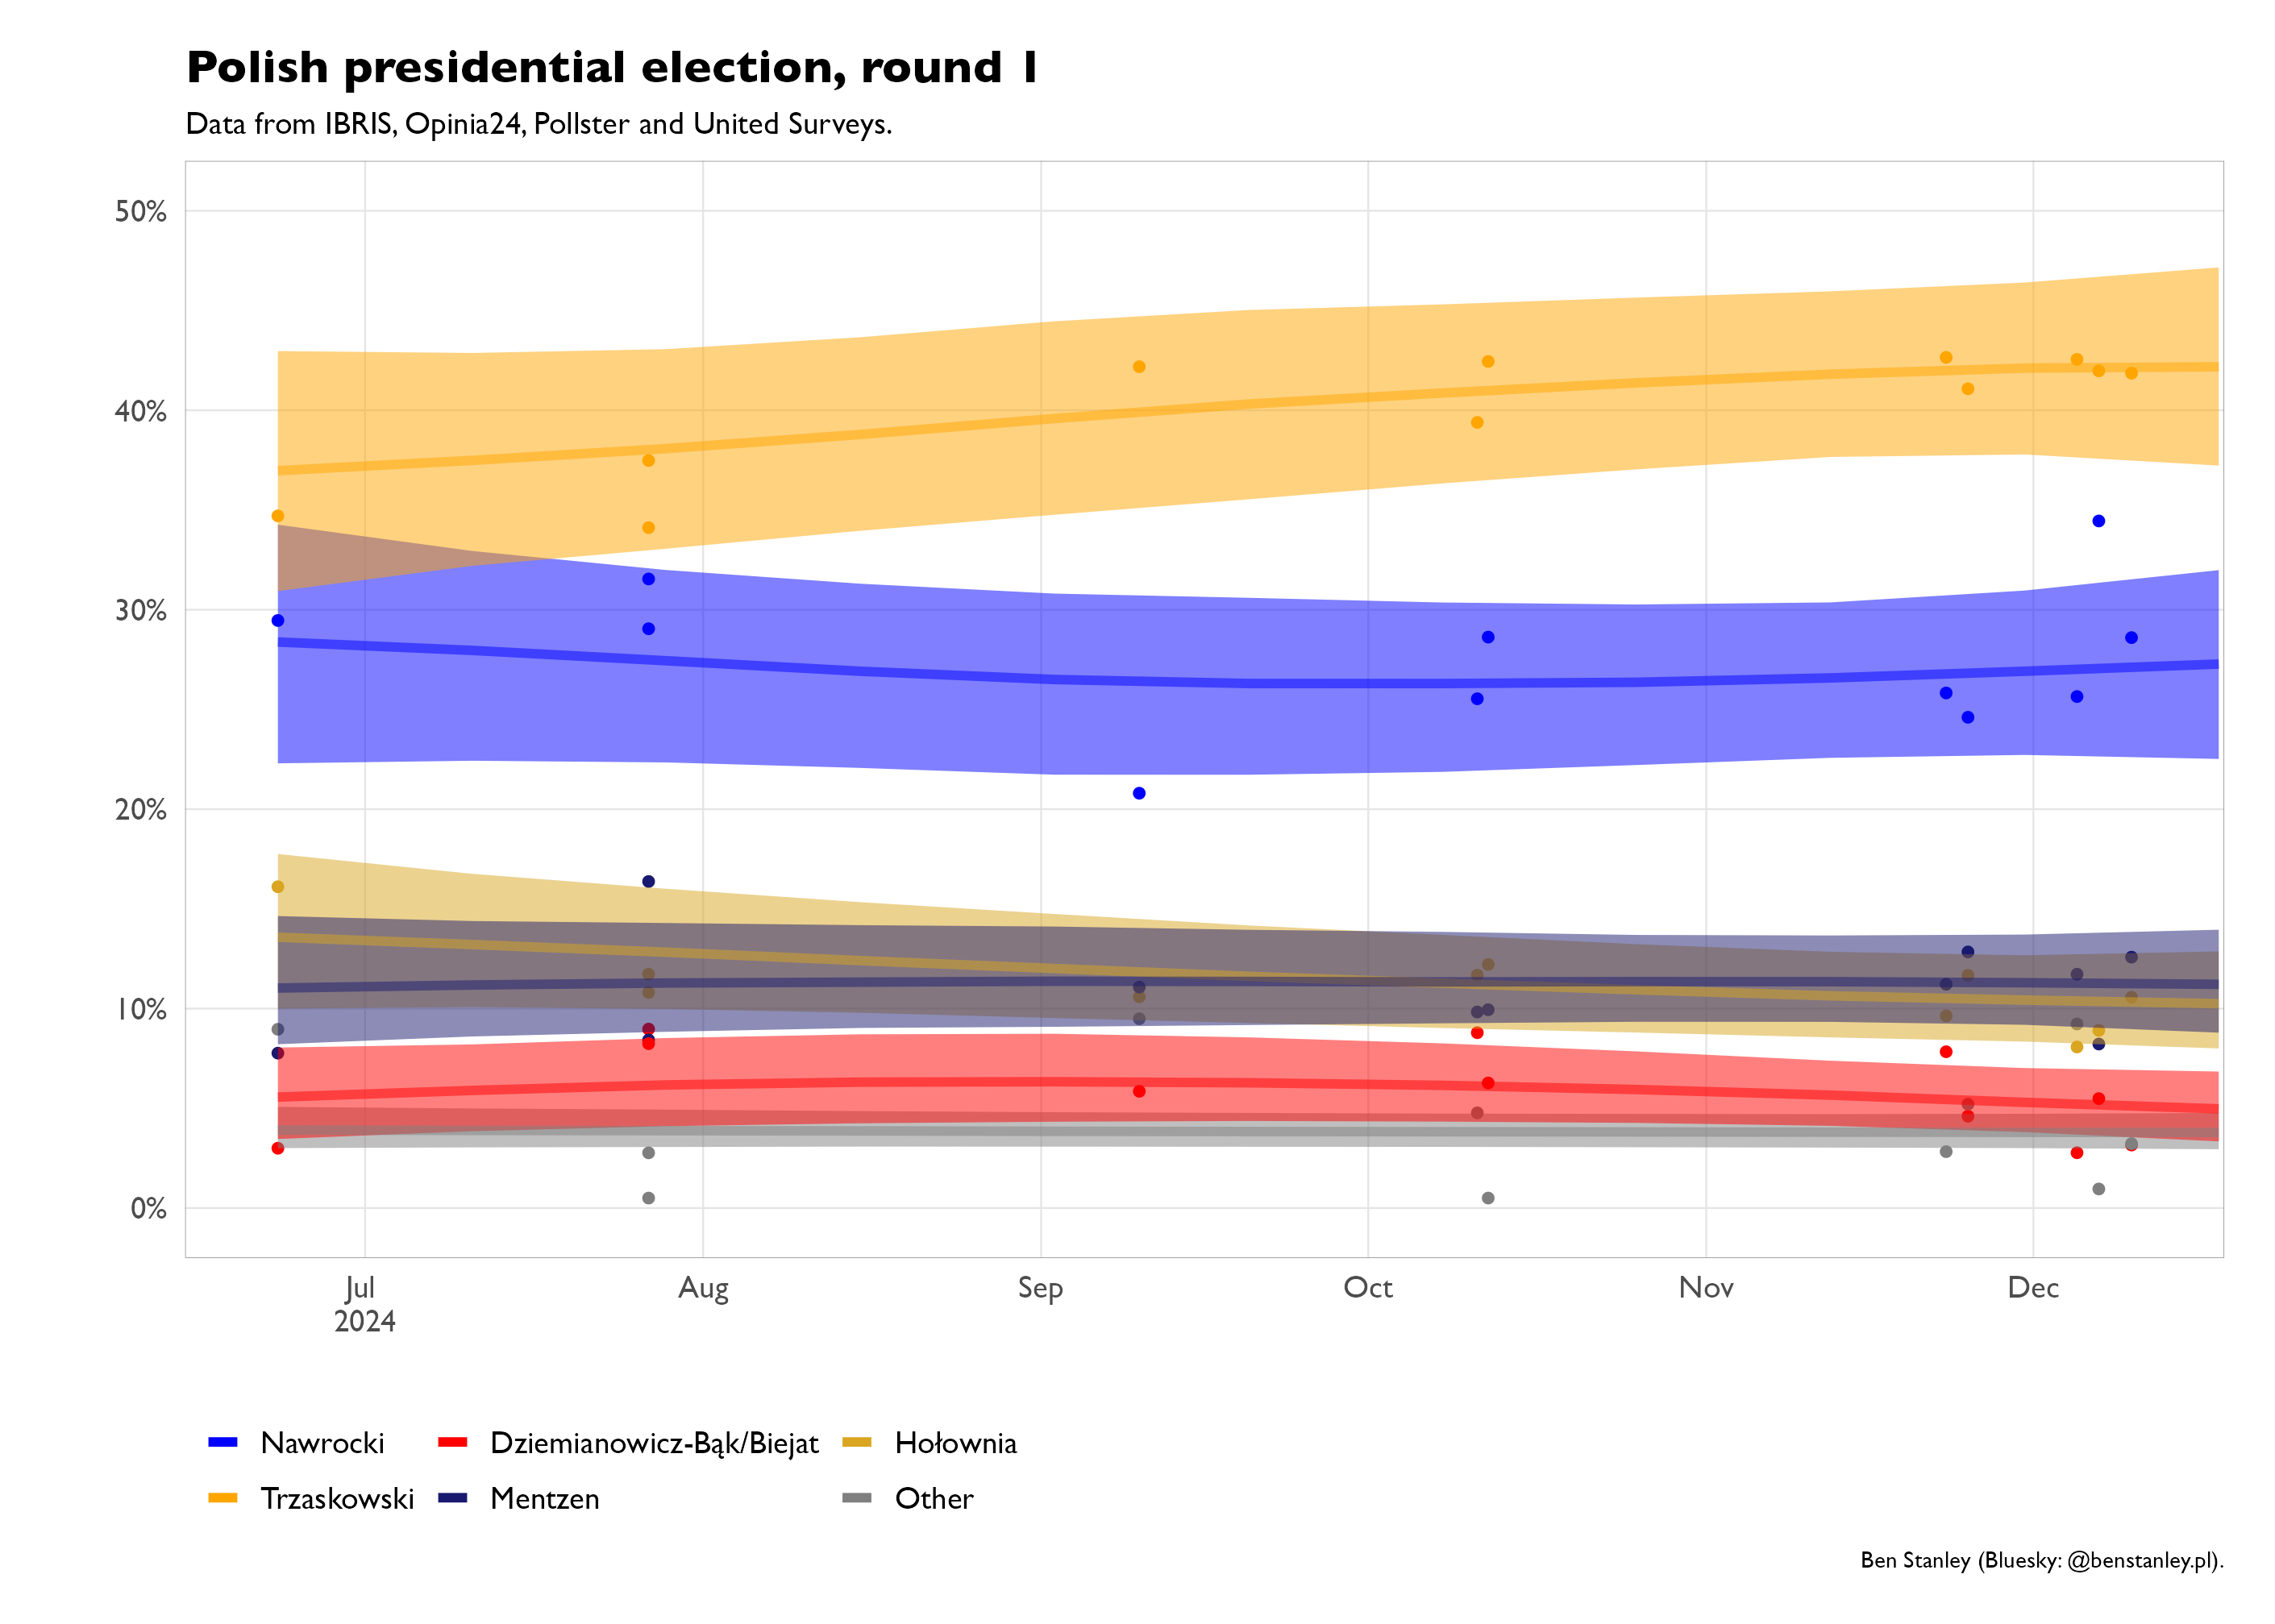 Polish presidential election, round 1
Data from IBRIS, Opinia24, Pollster and United Surveys.
50%
40%
30%
20%
10%
0%
Jul Aug Sep Oct Nov Dec
2024
Nawrocki Dziemianowicz-Bąk/Biejat Hołownia
Trzaskowski Mentzen Other
Ben Stanley (Bluesky: @benstanley.pl).